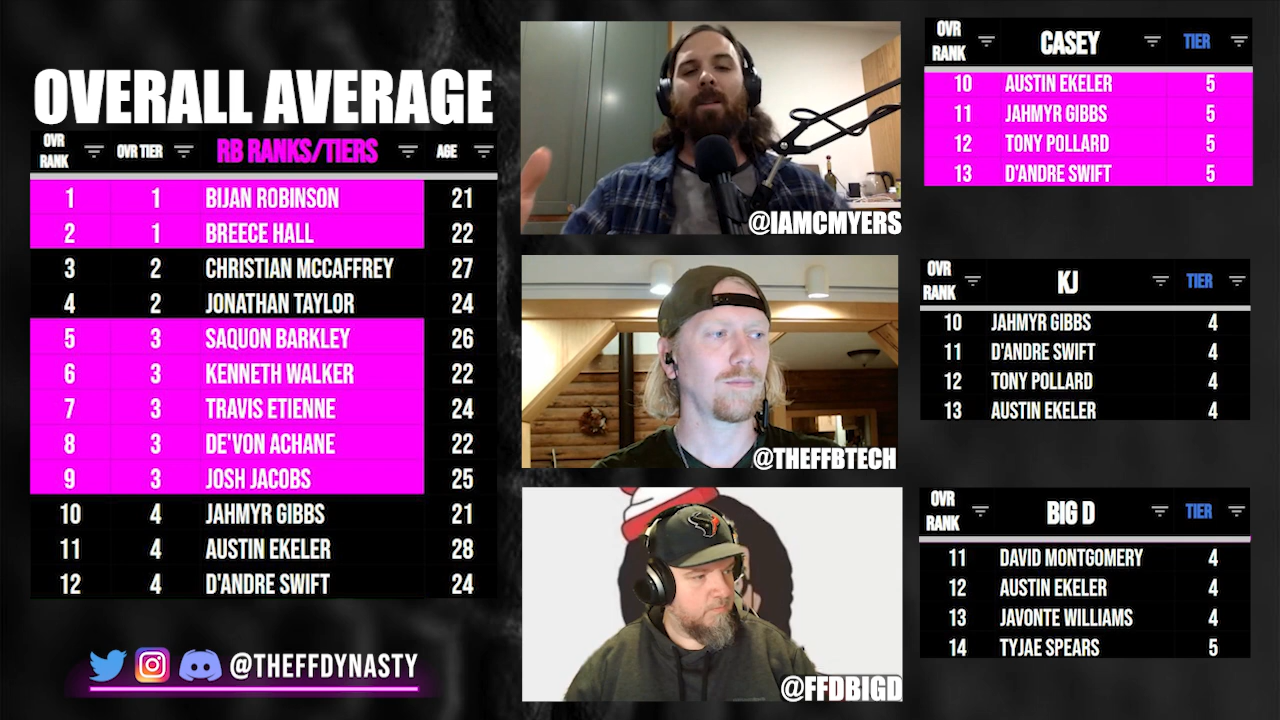 OVERALL AVERAGE
OVR RANK OVR TIER RB RANKS/TIERS AGE
1 1 BIJAN ROBINSON 21
2 1 BREECE HALL 22
3 2 CHRISTIAN MCCAFFREY 27
4 2 JONATHAN TAYLOR 24
5 3 SAQUON BARKLEY 26
6 3 KENNETH WALKER 22
7 3 TRAVIS ETIENNE 24
8 3 DE'VON ACHANE 22
9 3 JOSH JACOBS 25
10 4 JAHMYR GIBBS 21
11 4 AUSTIN EKELER 28
12 4 D'ANDRE SWIFT 24
@THEFFDYNASTY
@IAMCMYERS
@THEFFBTECH
@FFDBIGD
OVR RANK CASEY TIER
10 AUSTIN EKELER 5
11 JAHMYR GIBBS 5
12 TONY POLLARD 5
13 D'ANDRE SWIFT 5
OVR RANK KJ TIER
10 JAHMYR GIBBS 4
11 D'ANDRE SWIFT 4
12 TONY POLLARD 4
13 AUSTIN EKELER 4
OVR RANK BIG D TIER
11 DAVID MONTGOMERY 4
12 AUSTIN EKELER 4
13 JAVONTE WILLIAMS 4
14 TYJAE SPEARS 5